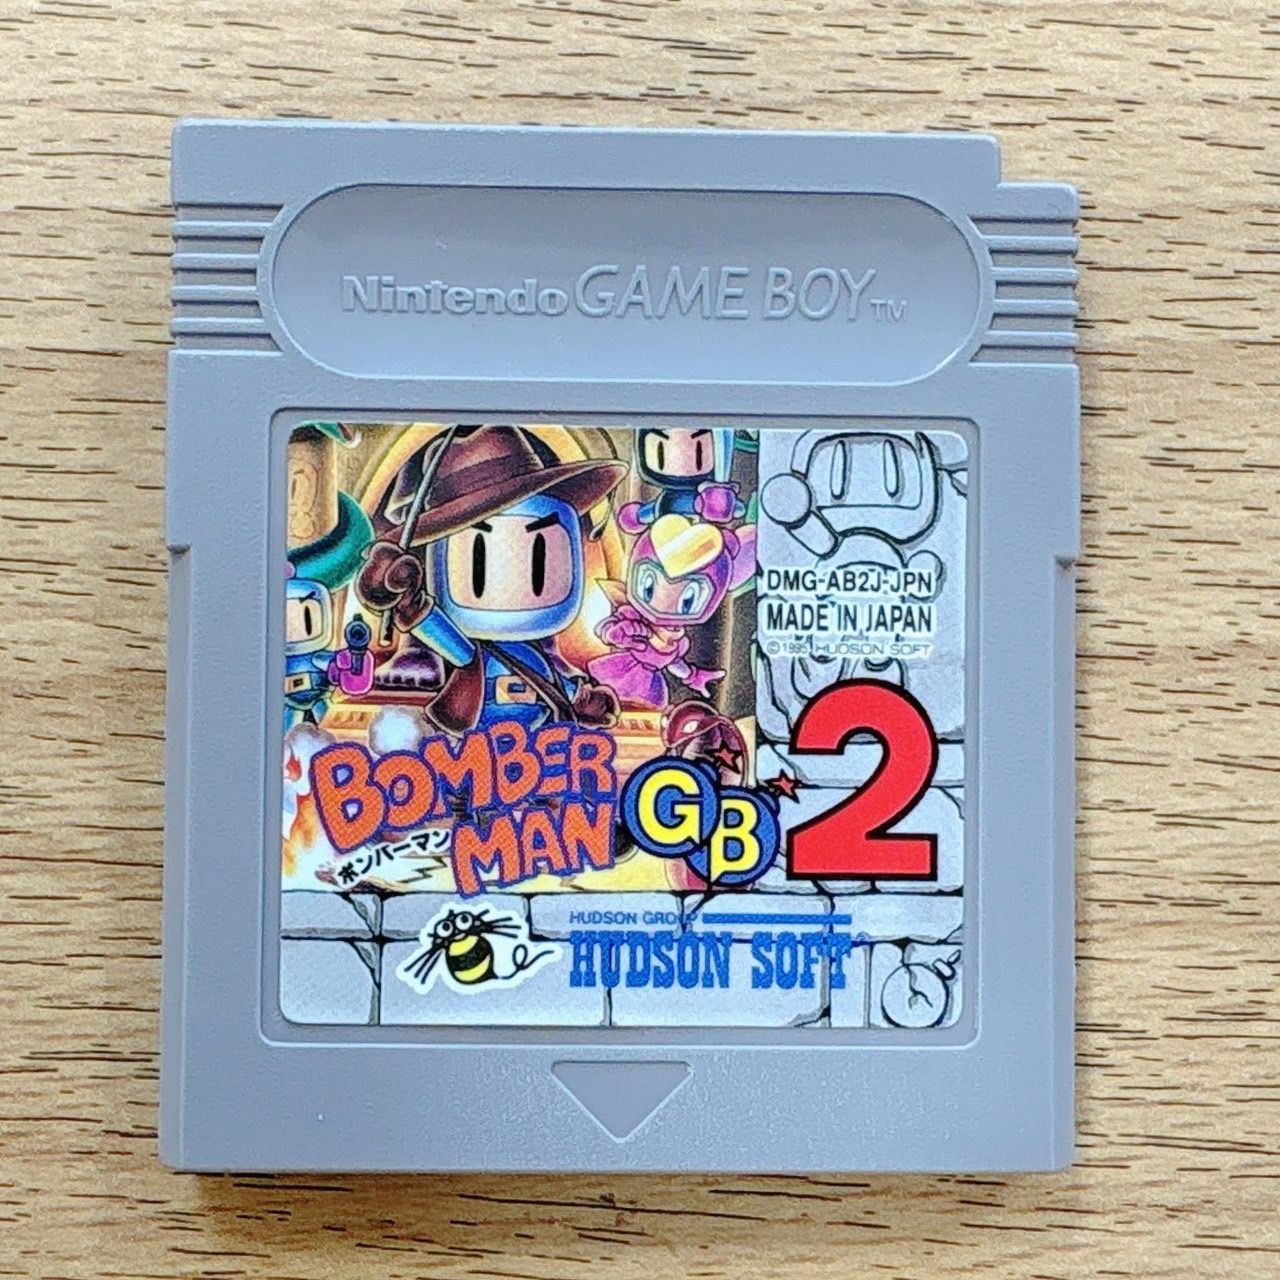 Nintendo GAME BOY TM
DMG-AB2J-JPN
MADE IN JAPAN
©1995 HUDSON SOFT
BOMBER
MAN
ボンバーマン
GB 2
HUDSON GROUP
HUDSON SOFT®